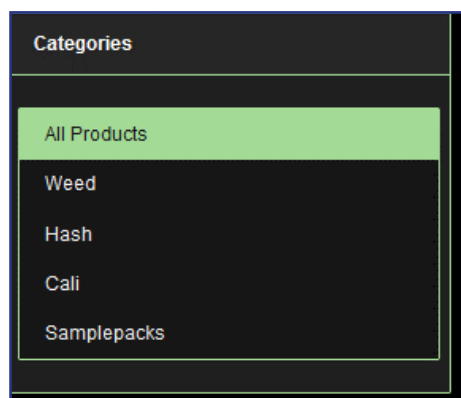 Categories
All Products
Weed
Hash
Cali
Samplepacks